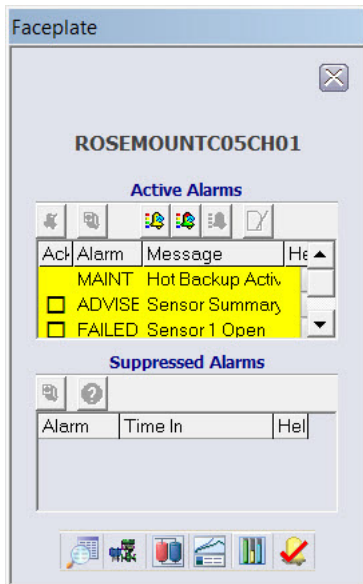 Faceplate
ROSEMOUNTC05CH01
Active Alarms
Ack Alarm Message He
MAINT Hot Backup Activ
ADVISE Sensor Summary
FAILED Sensor 1 Open
Suppressed Alarms
Alarm Time In Hel